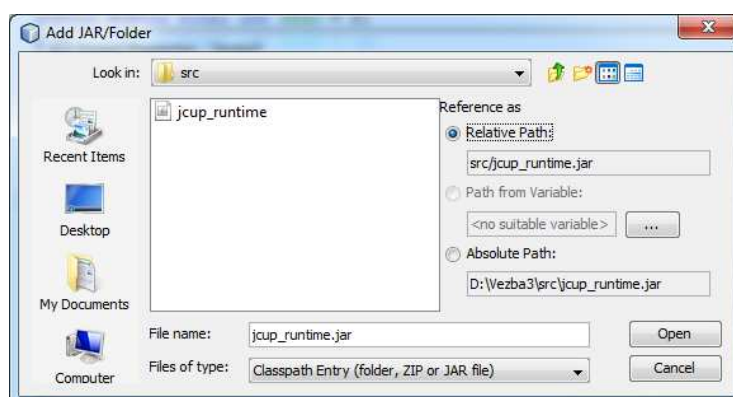 Add JAR/Folder
Look in: src
Recent Items
Desktop
My Documents
Computer
jcup_runtime
Reference as
Relative Path:
src/jcup_runtime.jar
Path from Variable:
<no suitable variable> ...
Absolute Path:
D:\Vezba3\src\jcup_runtime.jar
File name: jcup_runtime.jar Open
Files of type: Classpath Entry (folder, ZIP or JAR file) Cancel